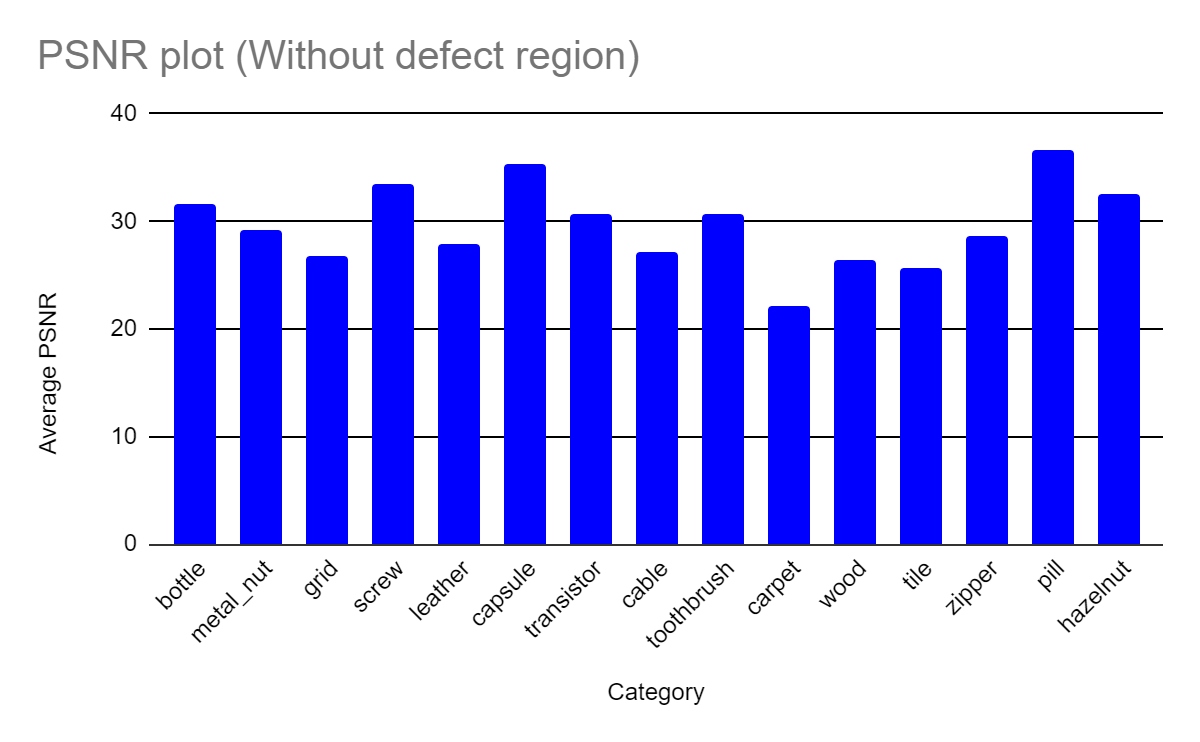 PSNR plot (Without defect region)
40
30
20
10
0
Average PSNR
bottle
metal_nut
grid
screw
leather
capsule
transistor
cable
toothbrush
carpet
wood
tile
zipper
pill
hazelnut
Category